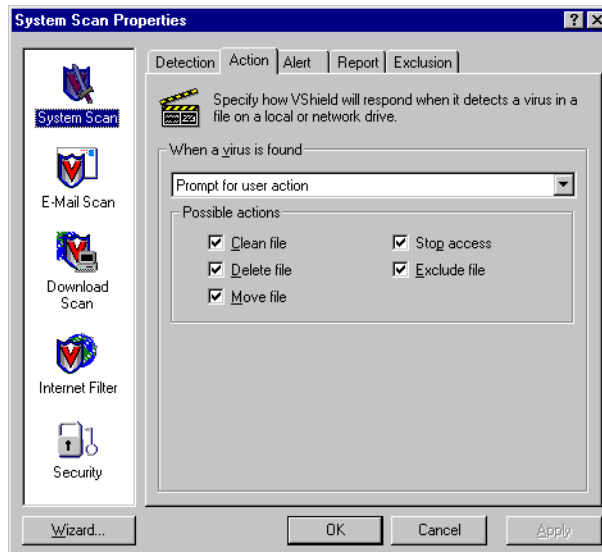 System Scan Properties
Detection Action Alert Report Exclusion
System Scan
E-Mail Scan
Download
Scan
Internet Filter
Security
Specify how VShield will respond when it detects a virus in a
file on a local or network drive.
When a virus is found
Prompt for user action
Possible actions
Clean file
Stop access
Delete file
Exclude file
Move file
Wizard...
OK
Cancel
Apply